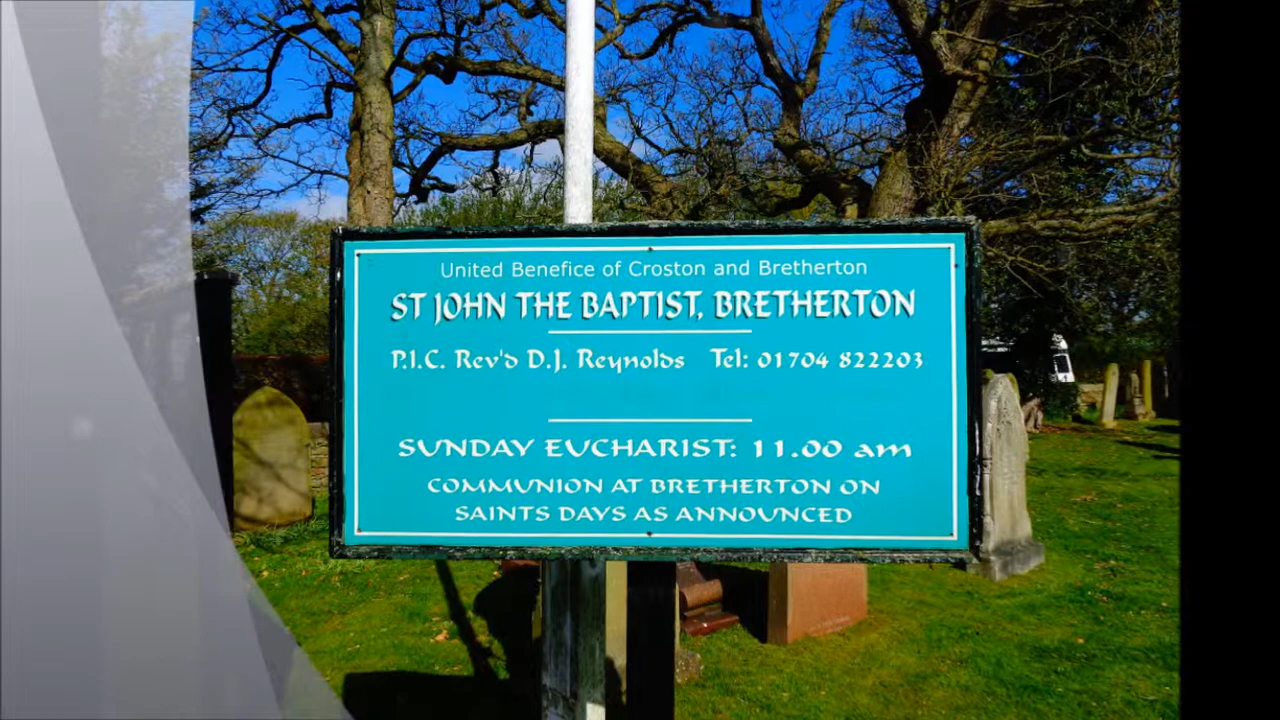 United Benefice of Croston and Bretherton
ST JOHN THE BAPTIST, BRETHERTON
P.I.C. Rev'd D.J. Reynolds Tel: 01704 822203
SUNDAY EUCHARIST: 11.00 am
COMMUNION AT BRETHERTON ON
SAINTS DAYS AS ANNOUNCED